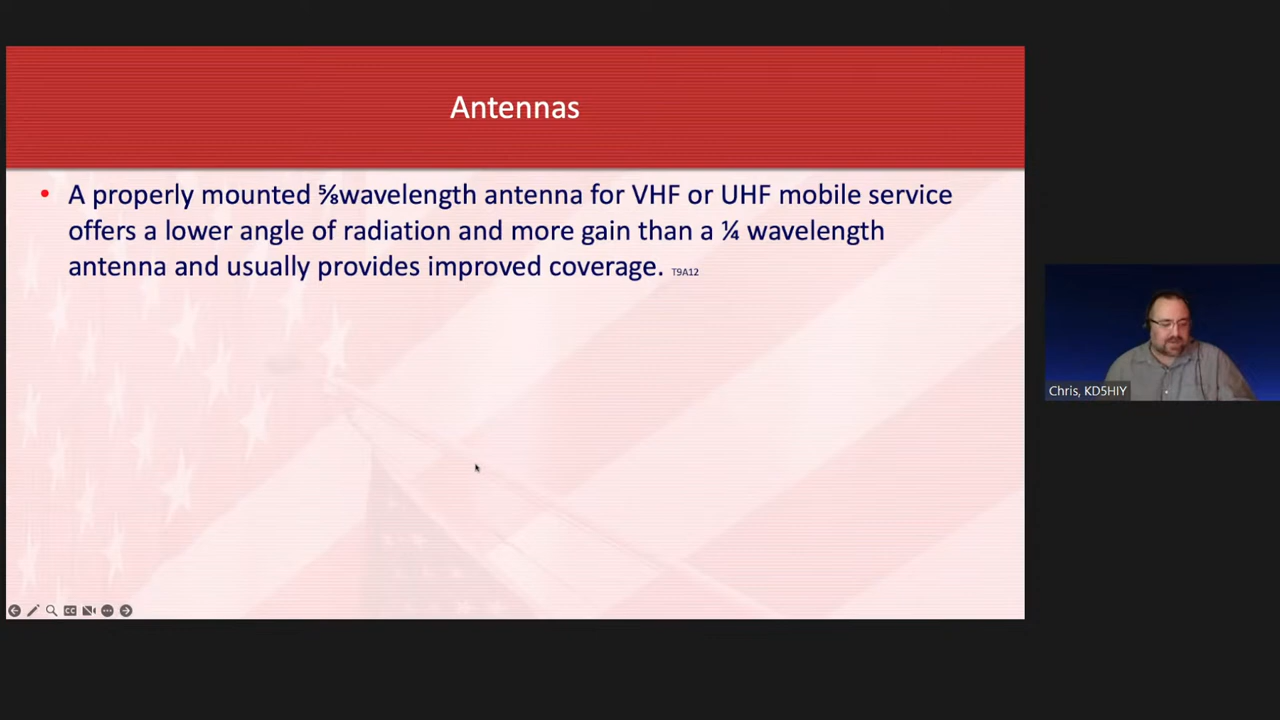 Antennas
• A properly mounted ⅝wavelength antenna for VHF or UHF mobile service
offers a lower angle of radiation and more gain than a ¼ wavelength
antenna and usually provides improved coverage. T9A12
Chris, KD5HIY
CC